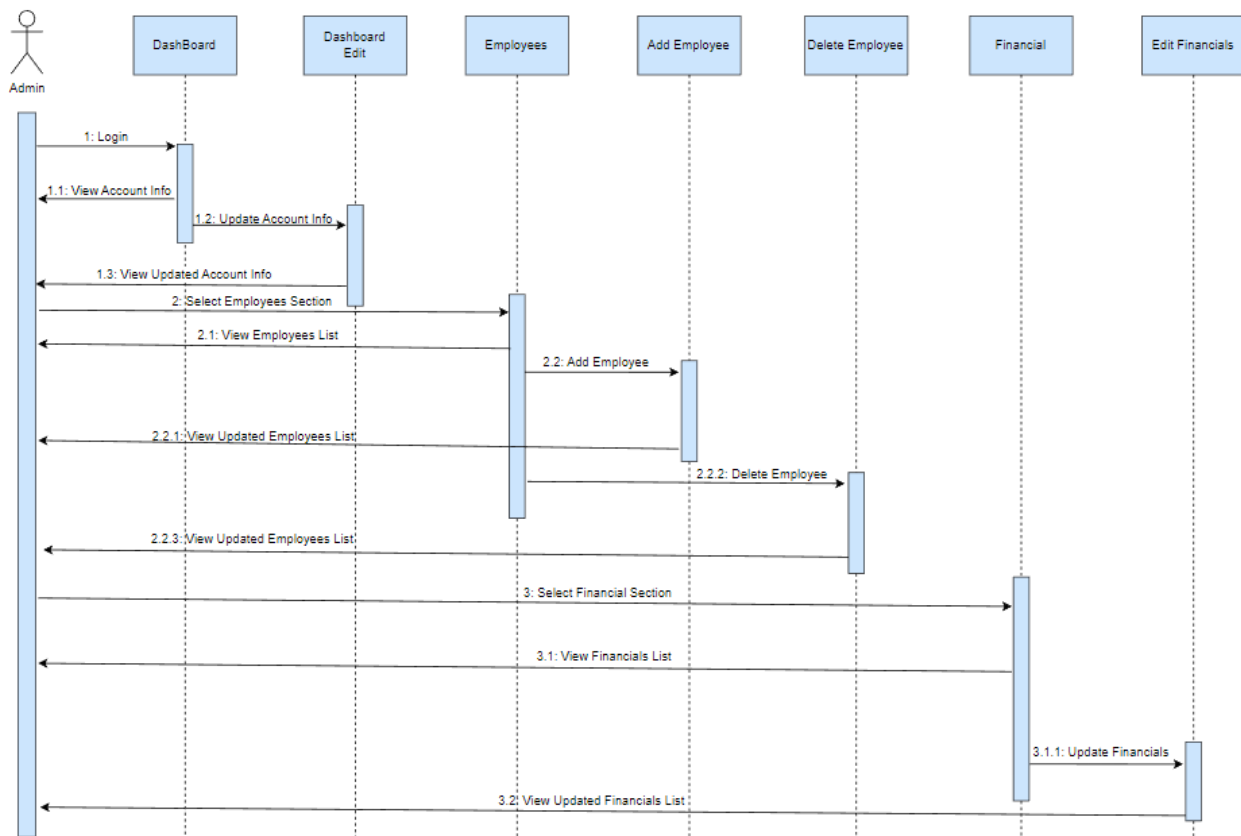 DashBoard
Dashboard
Edit
Employees
Add Employee
Delete Employee
Financial
Edit Financials
Admin
1: Login
1.1: View Account Info
1.2: Update Account Info
1.3: View Updated Account Info
2: Select Employees Section
2.1: View Employees List
2.2: Add Employee
2.2.1: View Updated Employees List
2.2.2: Delete Employee
2.2.3: View Updated Employees List
3: Select Financial Section
3.1: View Financials List
3.1.1: Update Financials
3.2: View Updated Financials List